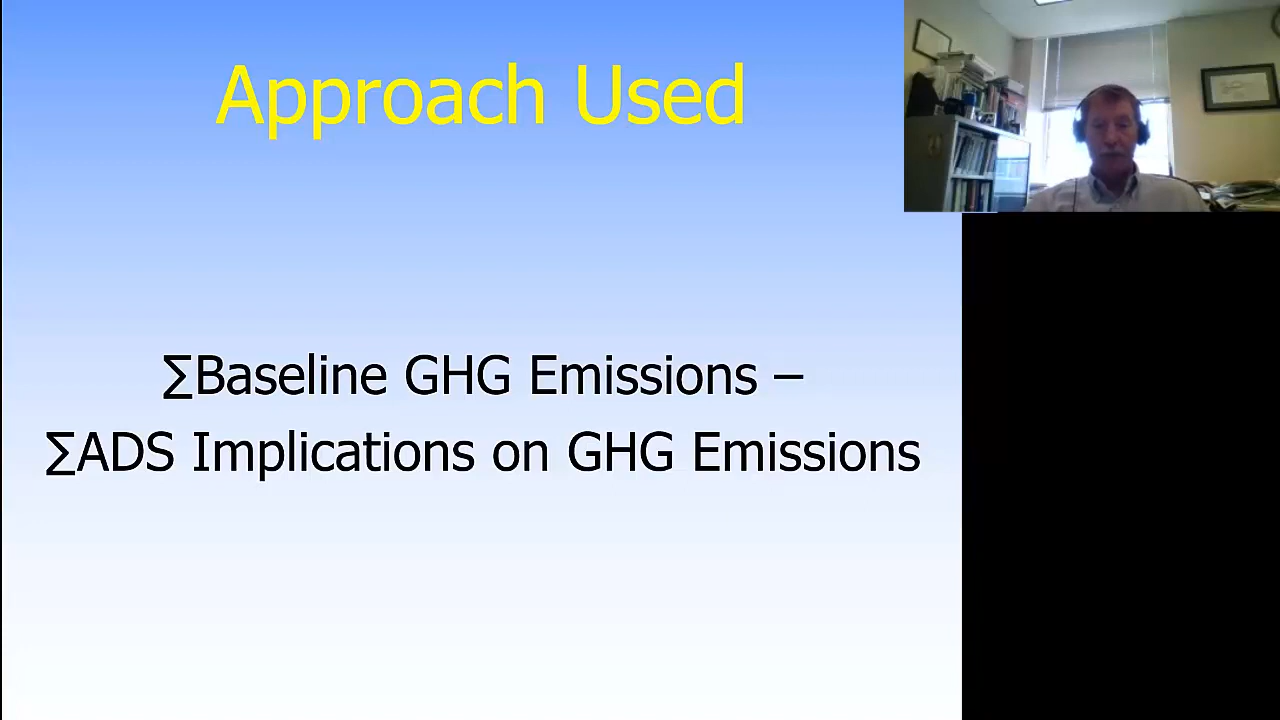 Approach Used
∑Baseline GHG Emissions –
∑ADS Implications on GHG Emissions